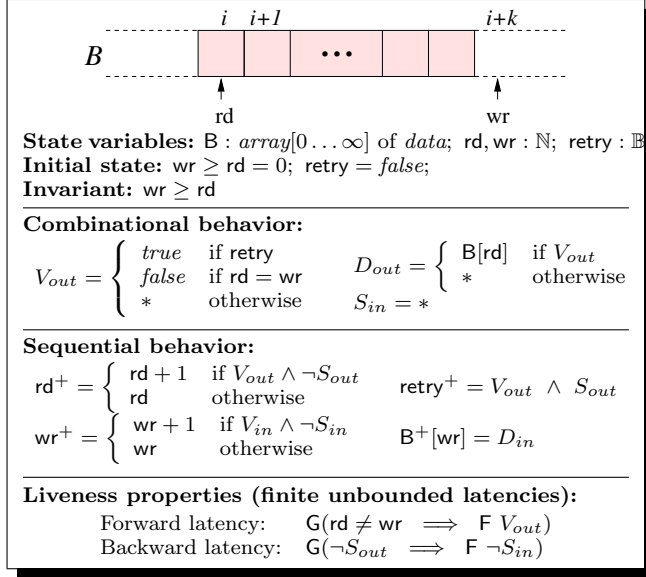 i i+1 i+k
B ···
rd wr
State variables: B : array[0 … ∞] of data; rd, wr : ℕ; retry : 𝔹
Initial state: wr ≥ rd = 0; retry = false;
Invariant: wr ≥ rd
Combinational behavior:
V_out = { true if retry
false if rd = wr
* otherwise
D_out = { B[rd] if V_out
* otherwise
S_in = *
Sequential behavior:
rd⁺ = { rd + 1 if V_out ∧ ¬S_out
rd otherwise
retry⁺ = V_out ∧ S_out
wr⁺ = { wr + 1 if V_in ∧ ¬S_in
wr otherwise
B⁺[wr] = D_in
Liveness properties (finite unbounded latencies):
Forward latency: G(rd ≠ wr ⟹ F V_out)
Backward latency: G(¬S_out ⟹ F ¬S_in)